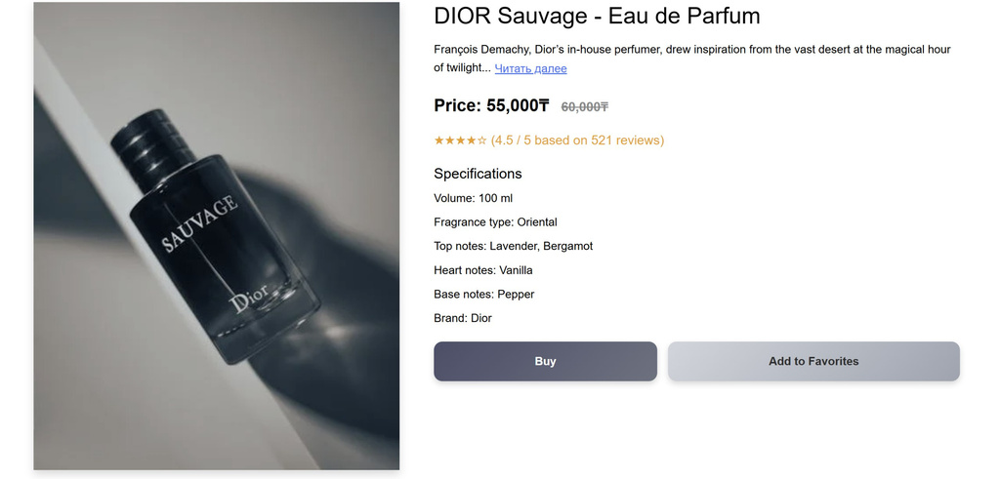 DIOR Sauvage - Eau de Parfum
François Demachy, Dior’s in-house perfumer, drew inspiration from the vast desert at the magical hour
of twilight... Читать далее
Price: 55,000₸ 60,000₸
★★★★☆ (4.5 / 5 based on 521 reviews)
Specifications
Volume: 100 ml
Fragrance type: Oriental
Top notes: Lavender, Bergamot
Heart notes: Vanilla
Base notes: Pepper
Brand: Dior
Buy Add to Favorites
SAUVAGE
Dior